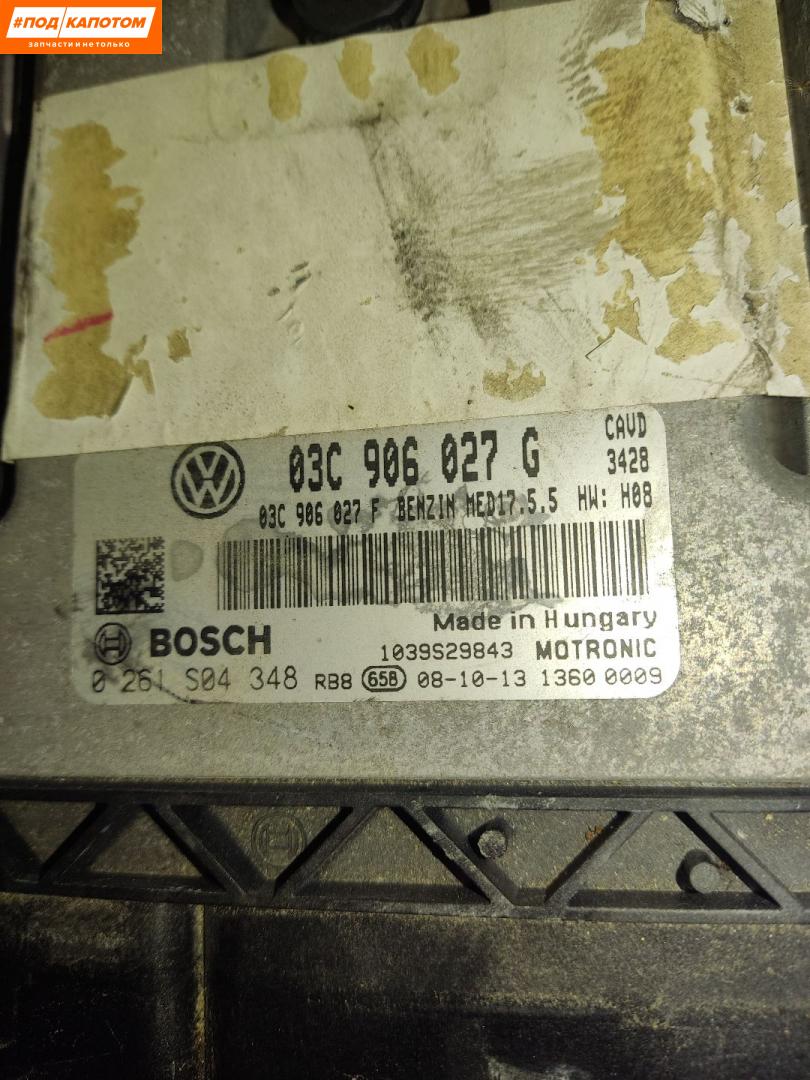 #ПОД КАПОТОМ
запчасти и не только
03C 906 027 G
CAVD
3428
03C 906 027 F BENZIN MED17.5.5 HW: H08
Made in Hungary
BOSCH
1039S29843 MOTRONIC
0 261 S04 348 RB8 658 08-10-13 1360 0009